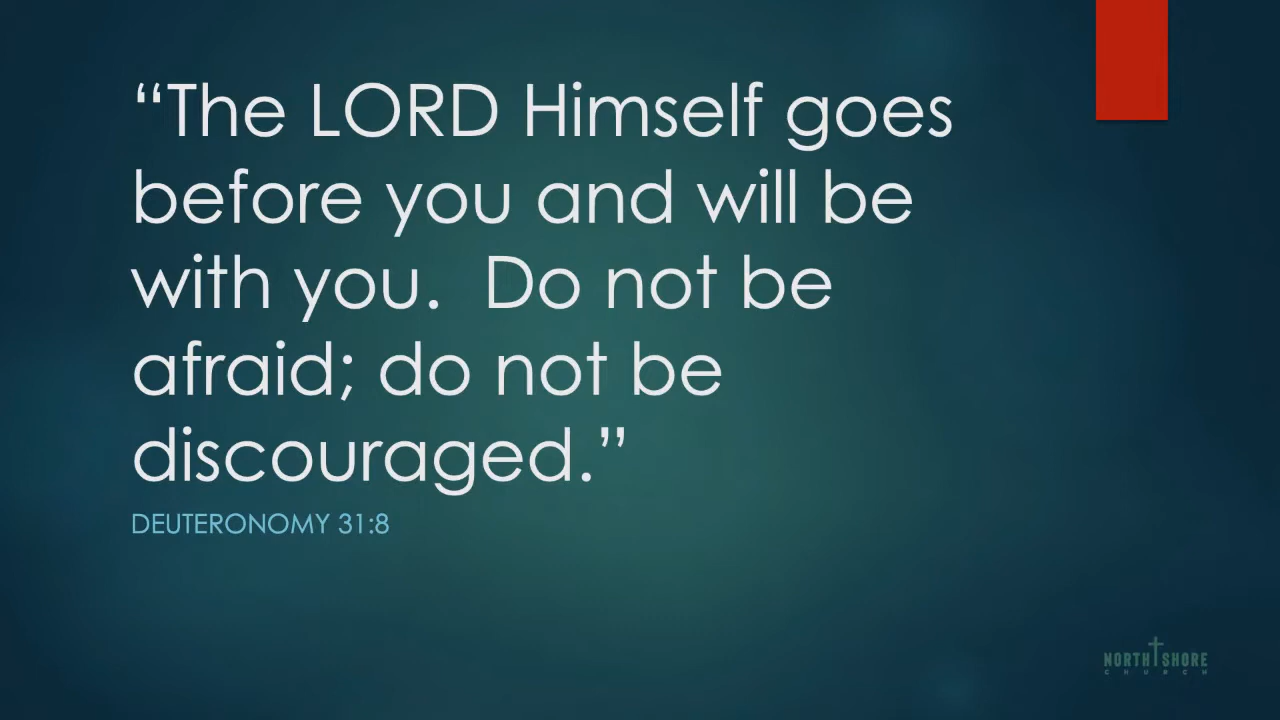 “The LORD Himself goes
before you and will be
with you.  Do not be
afraid; do not be
discouraged.”
DEUTERONOMY 31:8
NORTH SHORE
CHURCH